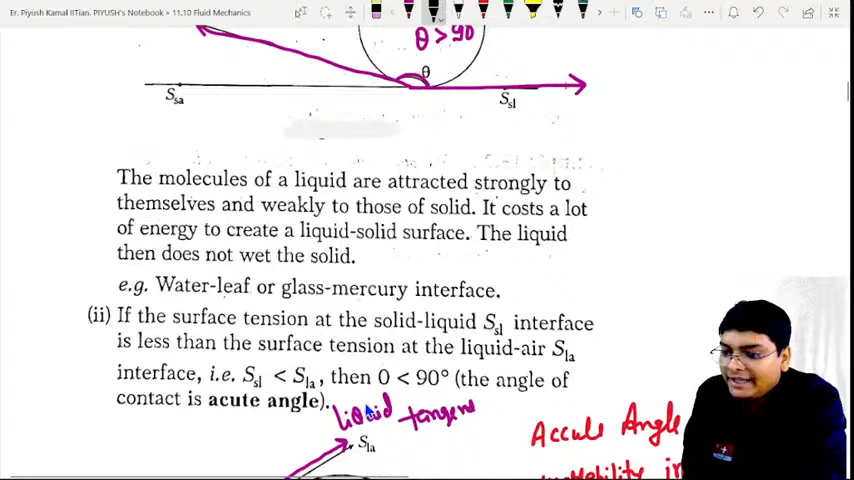 Er. Piyush Kamal IITian. PIYUSH's Notebook » 11.10 Fluid Mechanics
θ > 90
θ
Ssa
Ssl
The molecules of a liquid are attracted strongly to
themselves and weakly to those of solid. It costs a lot
of energy to create a liquid-solid surface. The liquid
then does not wet the solid.
e.g. Water-leaf or glass-mercury interface.
(ii) If the surface tension at the solid-liquid Ssl interface
is less than the surface tension at the liquid-air Sla
interface, i.e. Ssl < Sla, then 0 < 90° (the angle of
contact is acute angle).
liquid tangent
Sla
Accule Angle